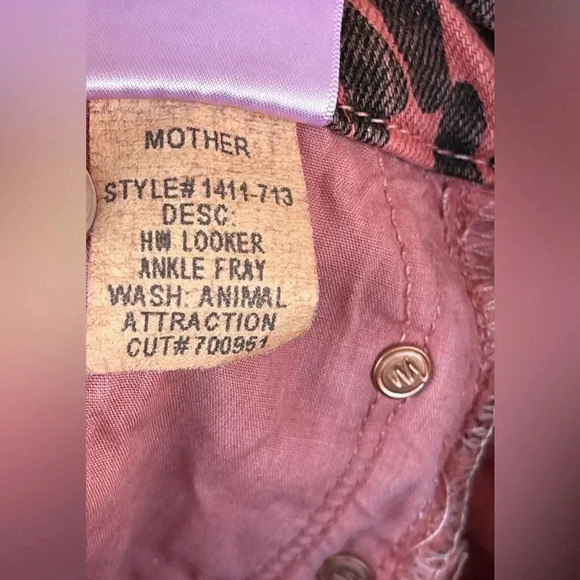 MOTHER
STYLE# 1411-713
DESC:
HW LOOKER
ANKLE FRAY
WASH: ANIMAL
ATTRACTION
CUT# 700951